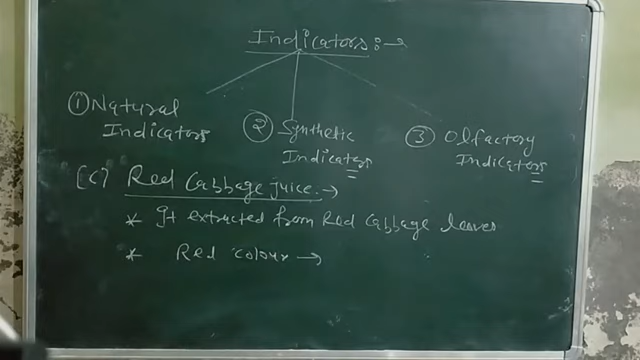 Indicators:→
① Natural Indicators
② Synthetic Indicators
③ Olfactory Indicators
[C] Red Cabbage juice.→
* It extracted from Red Cabbage leaves
* Red colour →